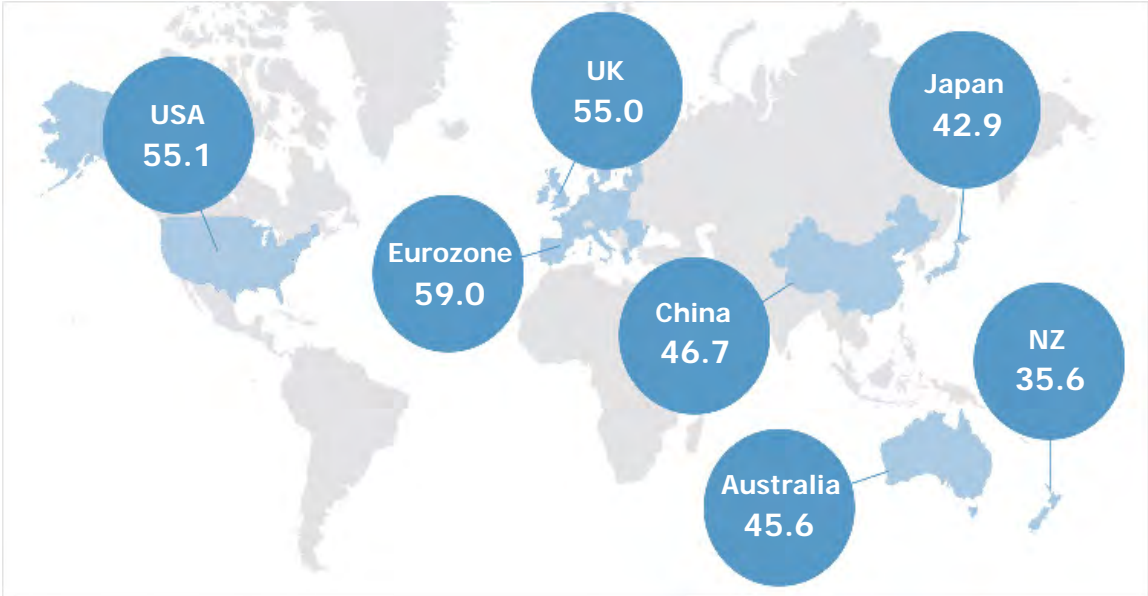 USA
55.1
UK
55.0
Japan
42.9
Eurozone
59.0
China
46.7
NZ
35.6
Australia
45.6